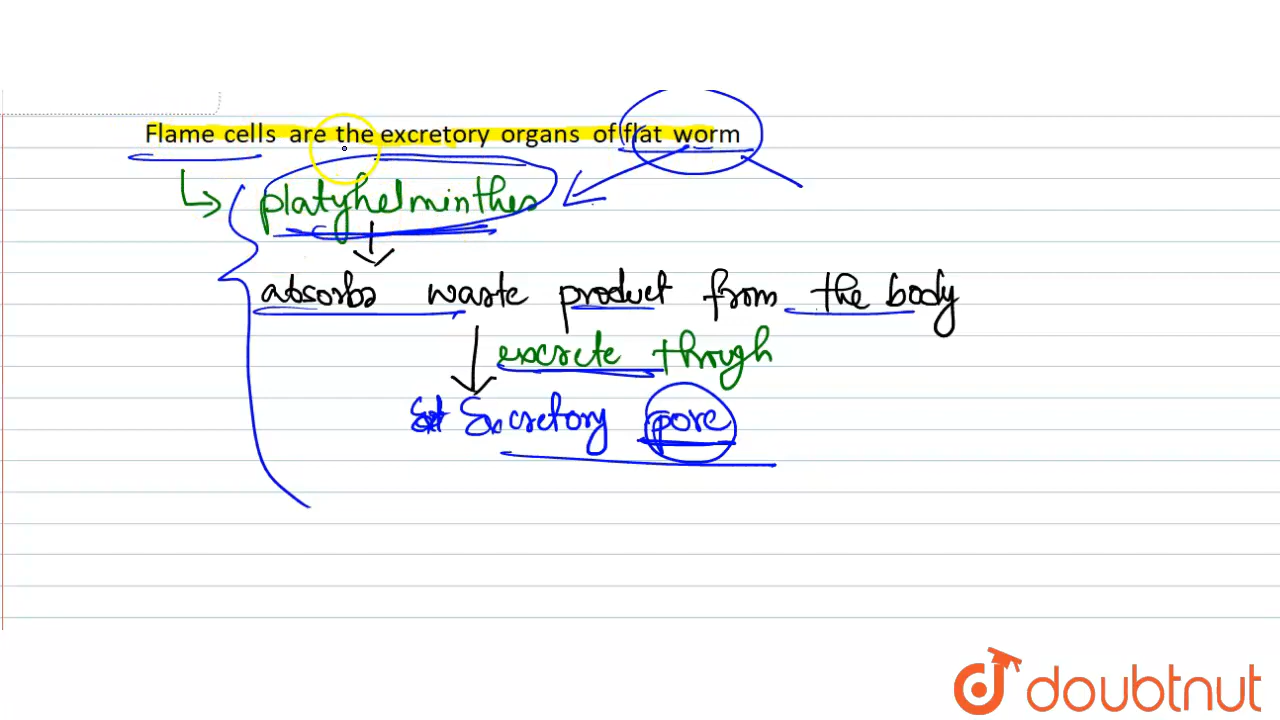 Flame cells are the excretory organs of flat worm
platyhelminthes
absorbs waste product from the body
excrete through
Excretory pore
doubtnut